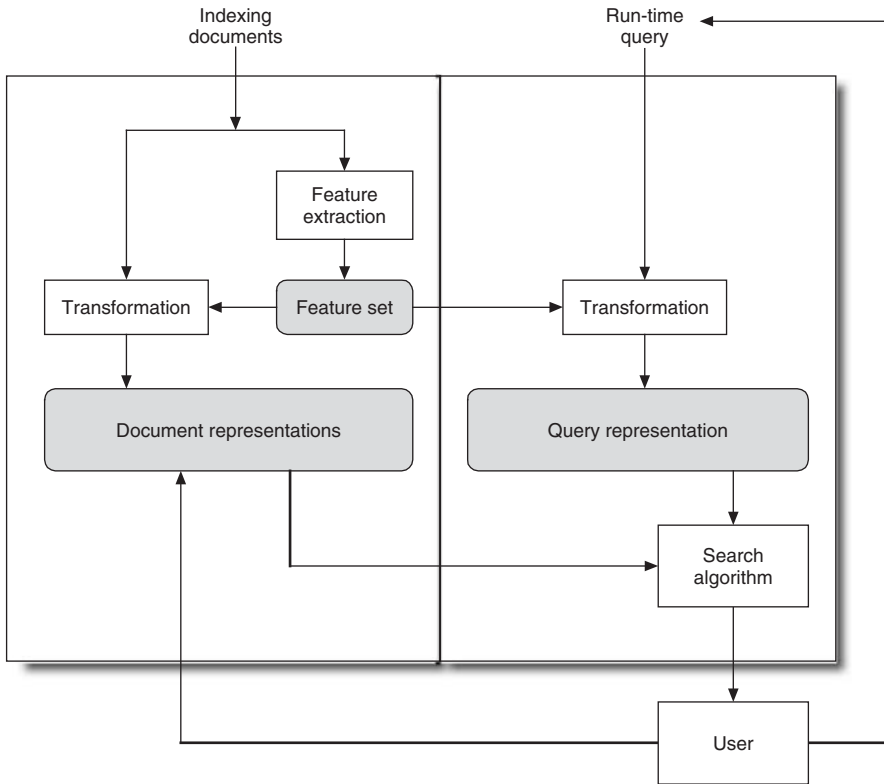 Indexing
documents
Run-time
query
Feature
extraction
Transformation
Feature set
Transformation
Document representations
Query representation
Search
algorithm
User